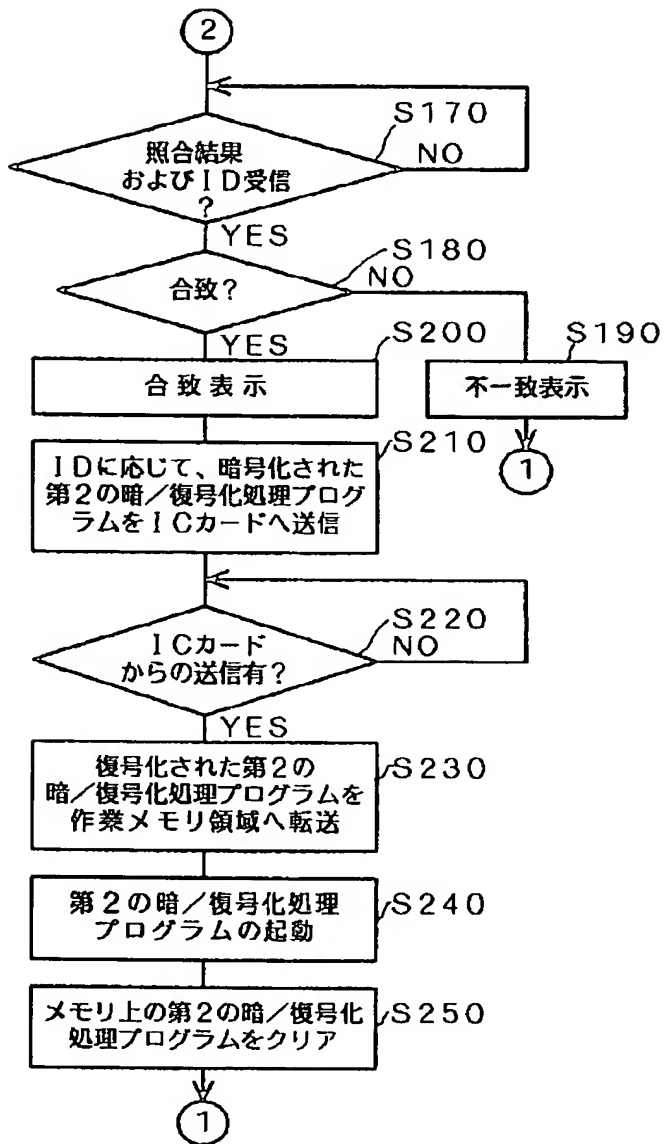 2
S170
照合結果
およびID受信
?
NO
YES
S180
合致?
NO
YES
S200
合致表示
S190
不一致表示
1
S210
IDに応じて、暗号化された
第2の暗/復号化処理プログ
ラムをICカードへ送信
S220
ICカード
からの送信有?
NO
YES
S230
復号化された第2の
暗/復号化処理プログラムを
作業メモリ領域へ転送
S240
第2の暗/復号化処理
プログラムの起動
S250
メモリ上の第2の暗/復号化
処理プログラムをクリア
1